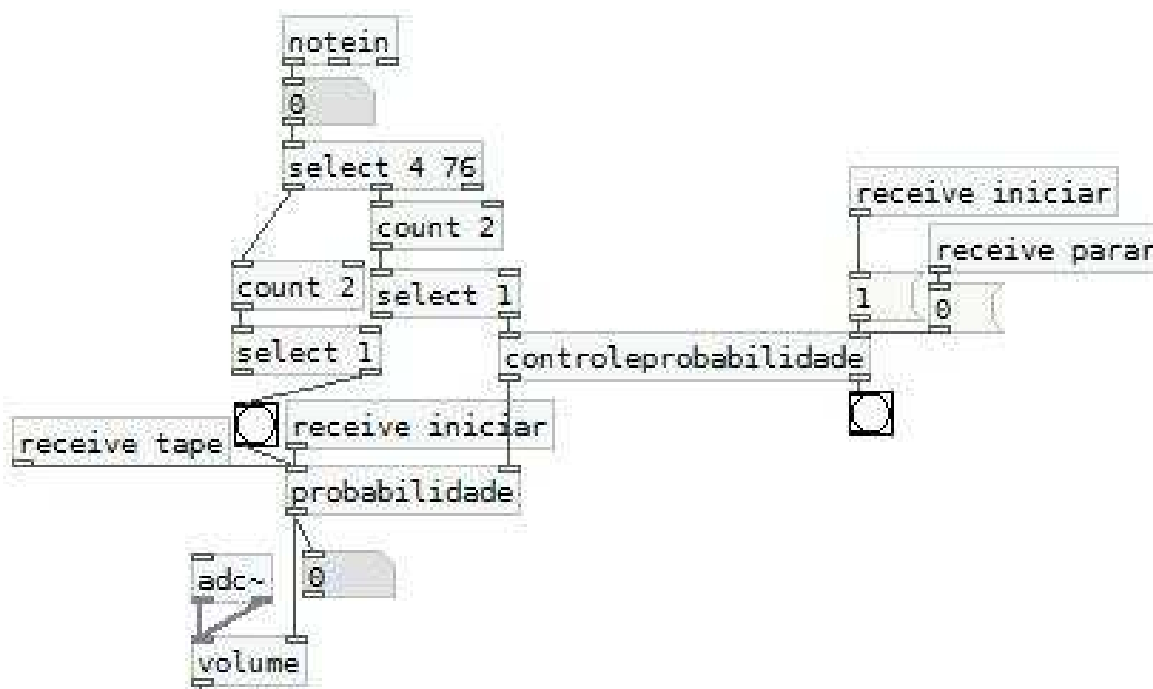 notein
0
select 4 76
receive iniciar
count 2
receive parar
count 2
select 1
1
0
select 1
controleprobabilidade
receive tape
receive iniciar
probabilidade
adc~
0
volume